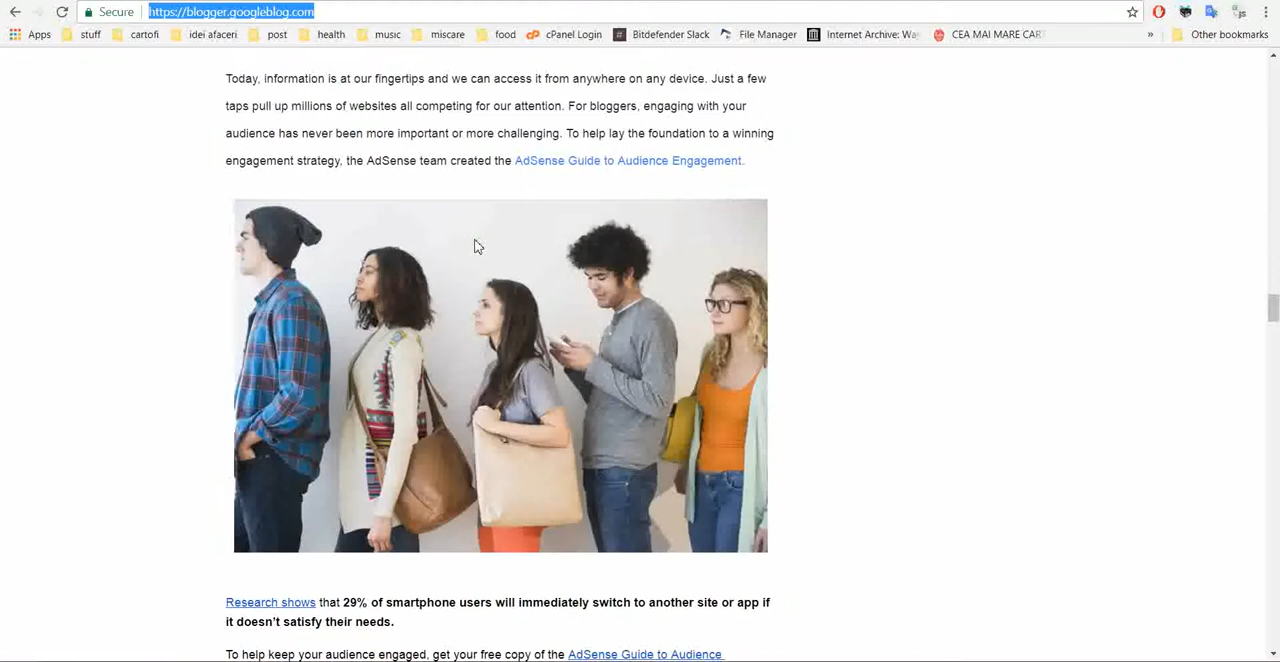 Secure
https://blogger.googleblog.com
Apps stuff cartofi idei afaceri post health music miscare food cPanel Login Bitdefender Slack File Manager Internet Archive: Wa CEA MAI MARE CART » Other bookmarks
Today, information is at our fingertips and we can access it from anywhere on any device. Just a few
taps pull up millions of websites all competing for our attention. For bloggers, engaging with your
audience has never been more important or more challenging. To help lay the foundation to a winning
engagement strategy, the AdSense team created the AdSense Guide to Audience Engagement.
Research shows that 29% of smartphone users will immediately switch to another site or app if
it doesn’t satisfy their needs.
To help keep your audience engaged, get your free copy of the AdSense Guide to Audience